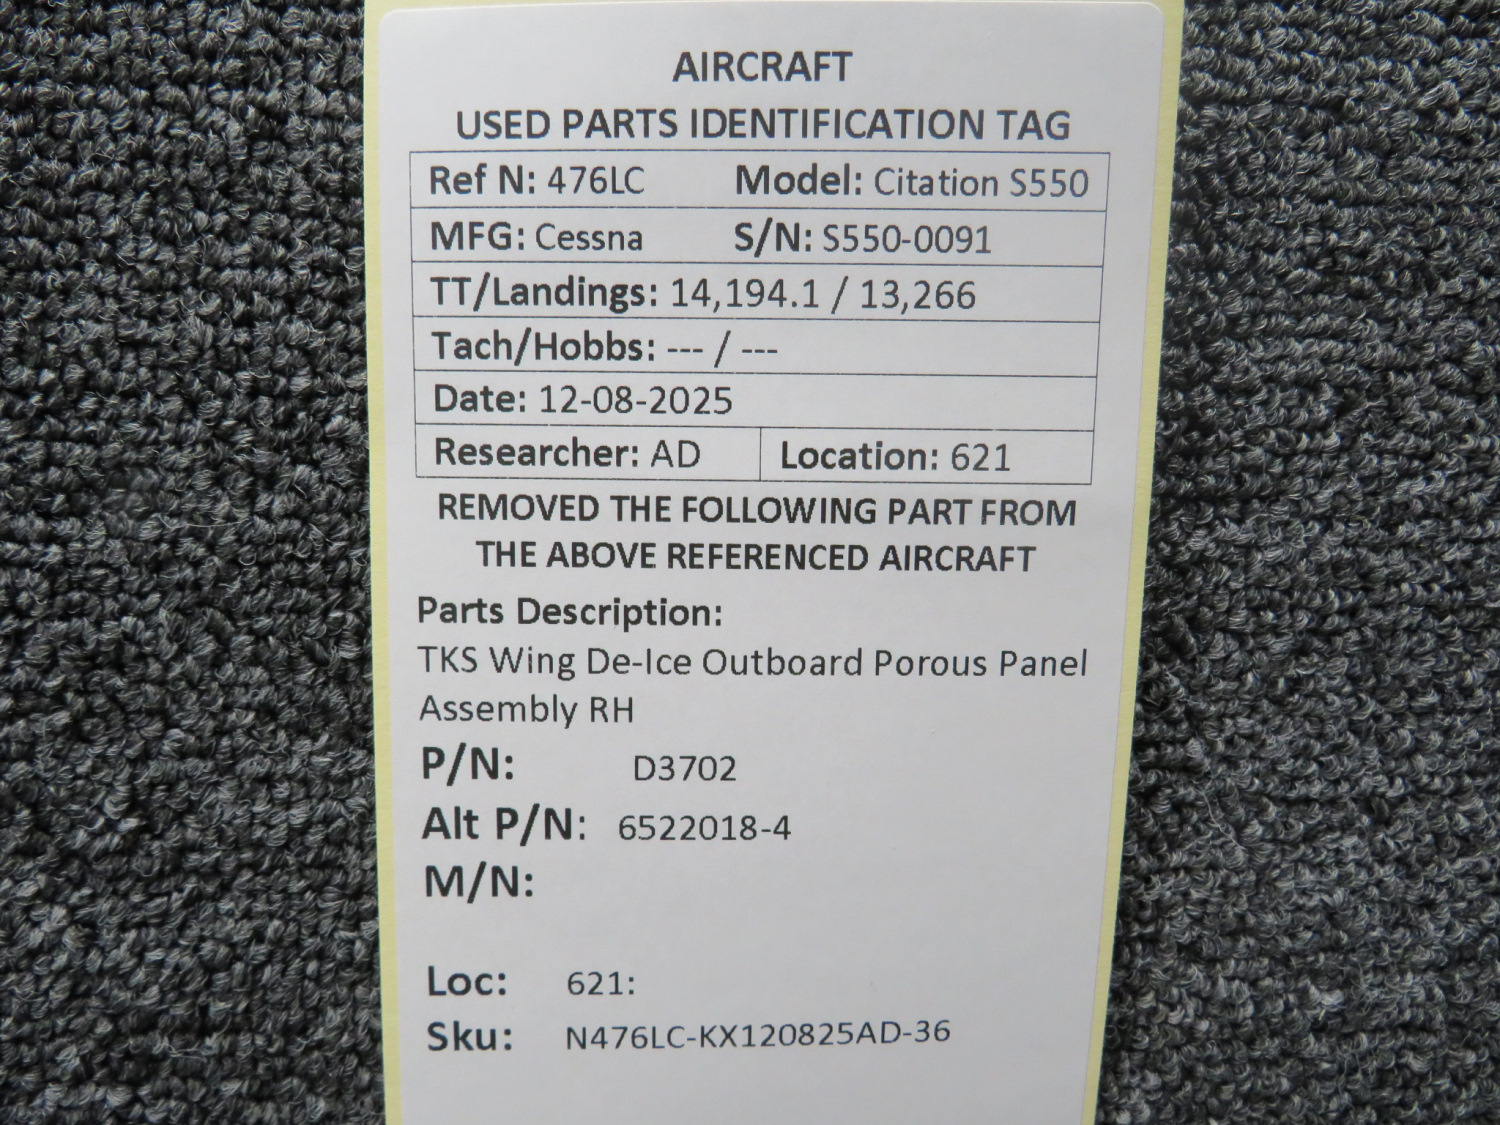 AIRCRAFT
USED PARTS IDENTIFICATION TAG
Ref N: 476LC Model: Citation S550
MFG: Cessna S/N: S550-0091
TT/Landings: 14,194.1 / 13,266
Tach/Hobbs: --- / ---
Date: 12-08-2025
Researcher: AD Location: 621
REMOVED THE FOLLOWING PART FROM
THE ABOVE REFERENCED AIRCRAFT
Parts Description:
TKS Wing De-Ice Outboard Porous Panel
Assembly RH
P/N: D3702
Alt P/N: 6522018-4
M/N:
Loc: 621:
Sku: N476LC-KX120825AD-36